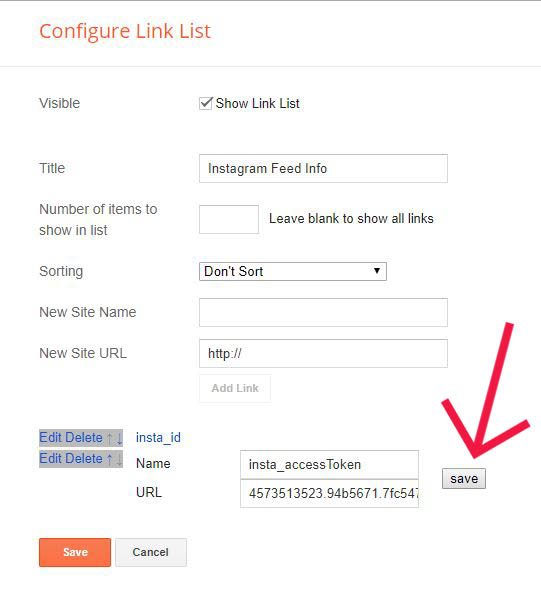 Configure Link List
Visible Show Link List
Title Instagram Feed Info
Number of items to show in list Leave blank to show all links
Sorting Don't Sort
New Site Name
New Site URL http://
Add Link
Edit Delete ↑ ↓ insta_id
Edit Delete ↑ ↓ Name insta_accessToken
save
URL 4573513523.94b5671.7fc547
Save Cancel